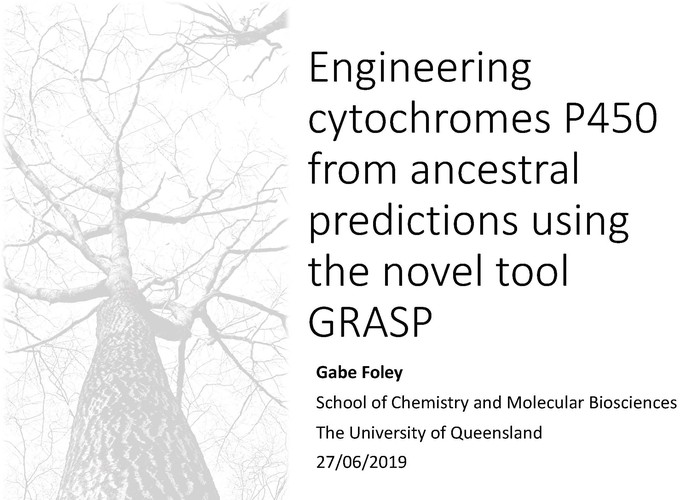 Engineering
cytochromes P450
from ancestral
predictions using
the novel tool
GRASP
Gabe Foley
School of Chemistry and Molecular Biosciences
The University of Queensland
27/06/2019